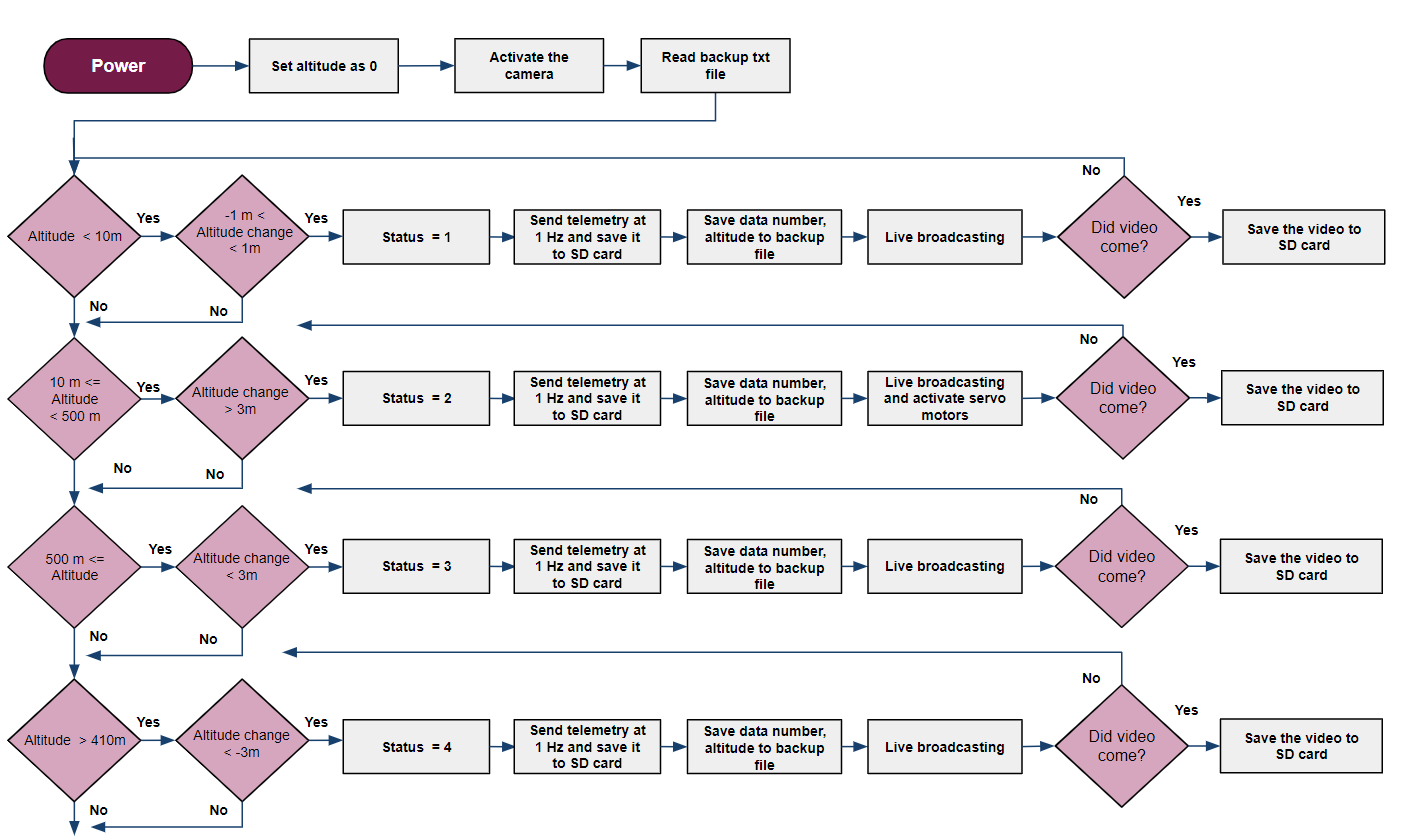 Power
Set altitude as 0
Activate the
camera
Read backup txt
file
No
Altitude < 10m
Yes
-1 m <
Altitude change
< 1m
Yes
Status = 1
Send telemetry at
1 Hz and save it
to SD card
Save data number,
altitude to backup
file
Live broadcasting
Did video
come?
Yes
Save the video to
SD card
No
No
No
10 m <=
Altitude
< 500 m
Yes
Altitude change
> 3m
Yes
Status = 2
Send telemetry at
1 Hz and save it
to SD card
Save data number,
altitude to backup
file
Live broadcasting
and activate servo
motors
Did video
come?
Yes
Save the video to
SD card
No
No
No
500 m <=
Altitude
Yes
Altitude change
< 3m
Yes
Status = 3
Send telemetry at
1 Hz and save it
to SD card
Save data number,
altitude to backup
file
Live broadcasting
Did video
come?
Yes
Save the video to
SD card
No
No
No
Altitude > 410m
Yes
Altitude change
< -3m
Yes
Status = 4
Send telemetry at
1 Hz and save it
to SD card
Save data number,
altitude to backup
file
Live broadcasting
Did video
come?
Yes
Save the video to
SD card
No
No